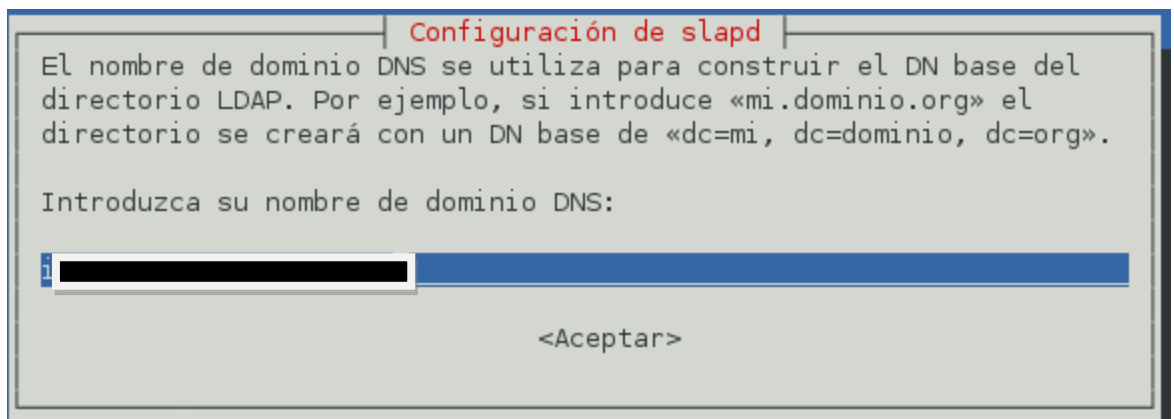 Configuración de slapd
El nombre de dominio DNS se utiliza para construir el DN base del
directorio LDAP. Por ejemplo, si introduce «mi.dominio.org» el
directorio se creará con un DN base de «dc=mi, dc=dominio, dc=org».
Introduzca su nombre de dominio DNS:
i
<Aceptar>